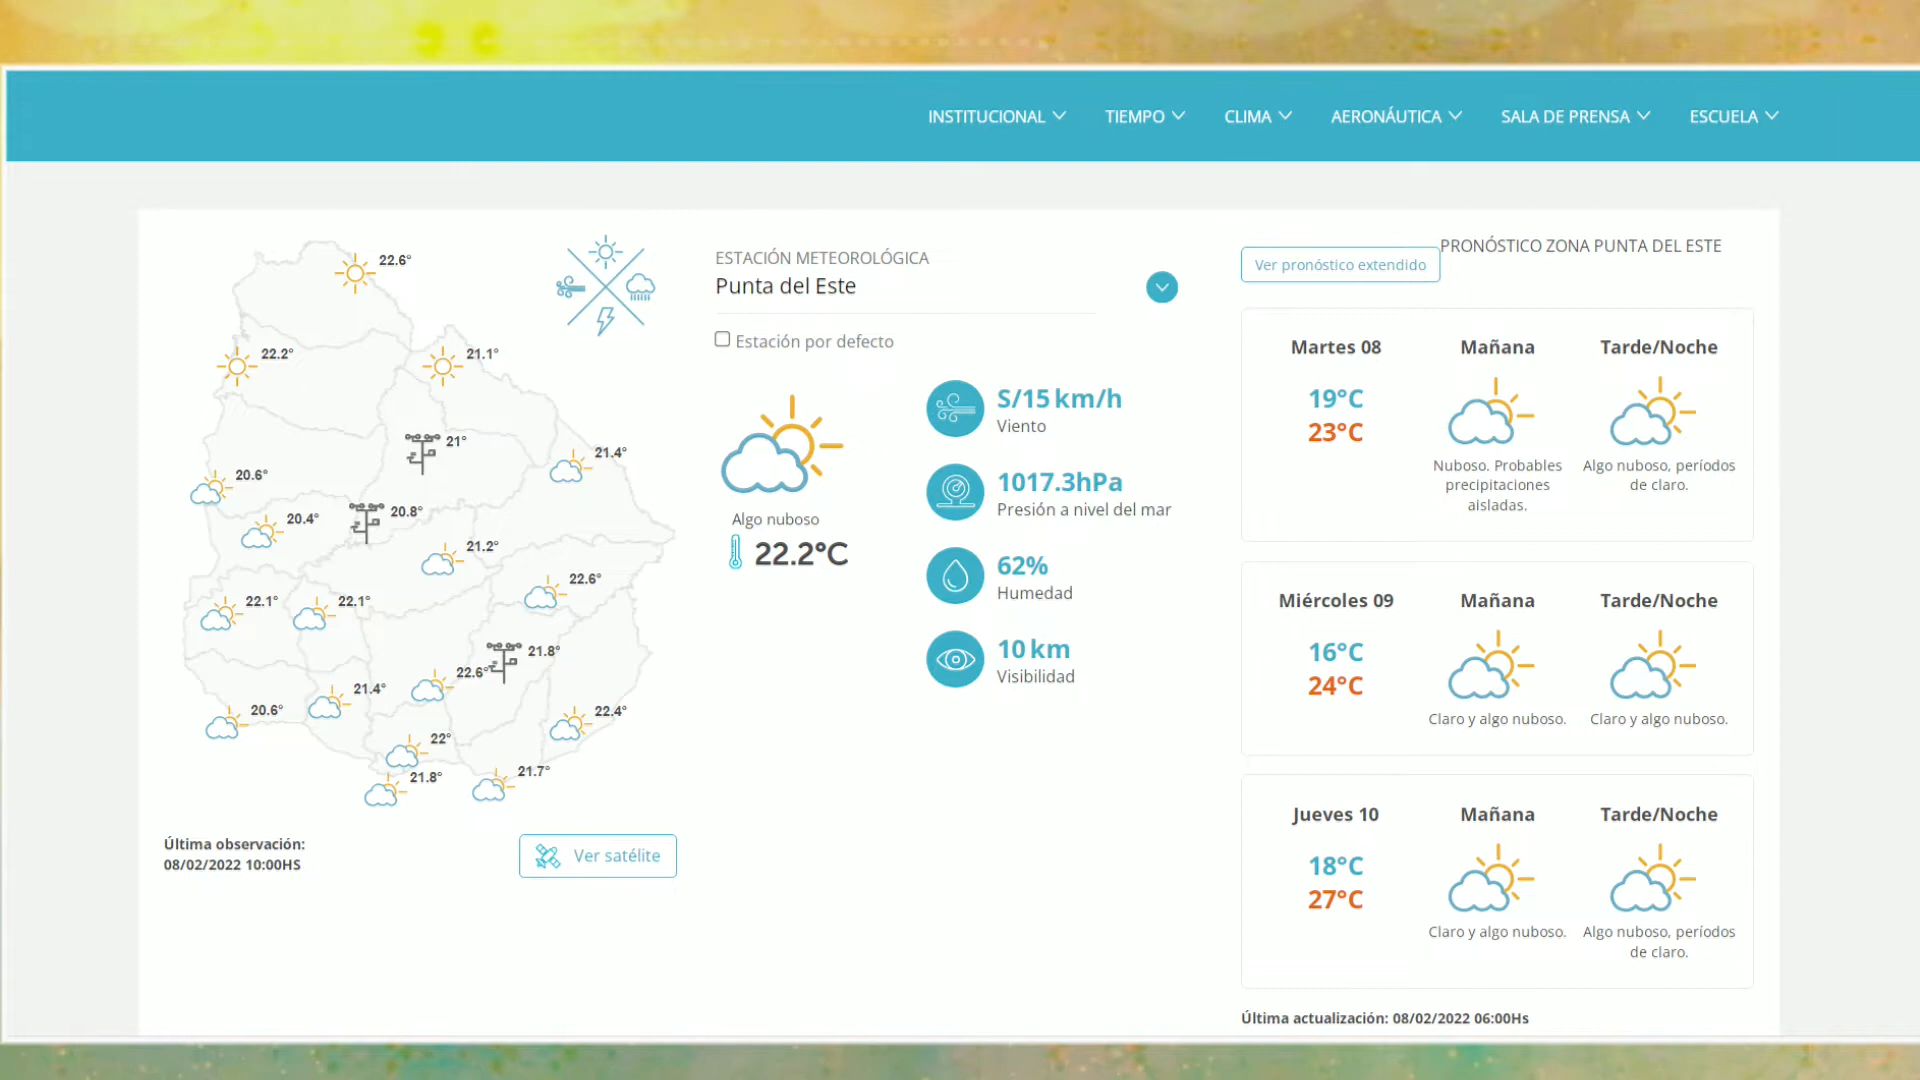 INSTITUCIONAL TIEMPO CLIMA AERONÁUTICA SALA DE PRENSA ESCUELA
22.6°
22.2°
21.1°
21°
21.4°
20.6°
20.4°
20.8°
21.2°
22.6°
22.1°
22.1°
21.8°
22.6°
21.4°
20.6°
22.4°
22°
21.8°
21.7°
Última observación:
08/02/2022 10:00HS
Ver satélite
ESTACIÓN METEOROLÓGICA
Punta del Este
Estación por defecto
Algo nuboso
22.2°C
S/15 km/h
Viento
1017.3hPa
Presión a nivel del mar
62%
Humedad
10 km
Visibilidad
Ver pronóstico extendido
PRONÓSTICO ZONA PUNTA DEL ESTE
Martes 08
19°C
23°C
Mañana
Nuboso. Probables
precipitaciones
aisladas.
Tarde/Noche
Algo nuboso, períodos
de claro.
Miércoles 09
16°C
24°C
Mañana
Claro y algo nuboso.
Tarde/Noche
Claro y algo nuboso.
Jueves 10
18°C
27°C
Mañana
Claro y algo nuboso.
Tarde/Noche
Algo nuboso, períodos
de claro.
Última actualización: 08/02/2022 06:00Hs